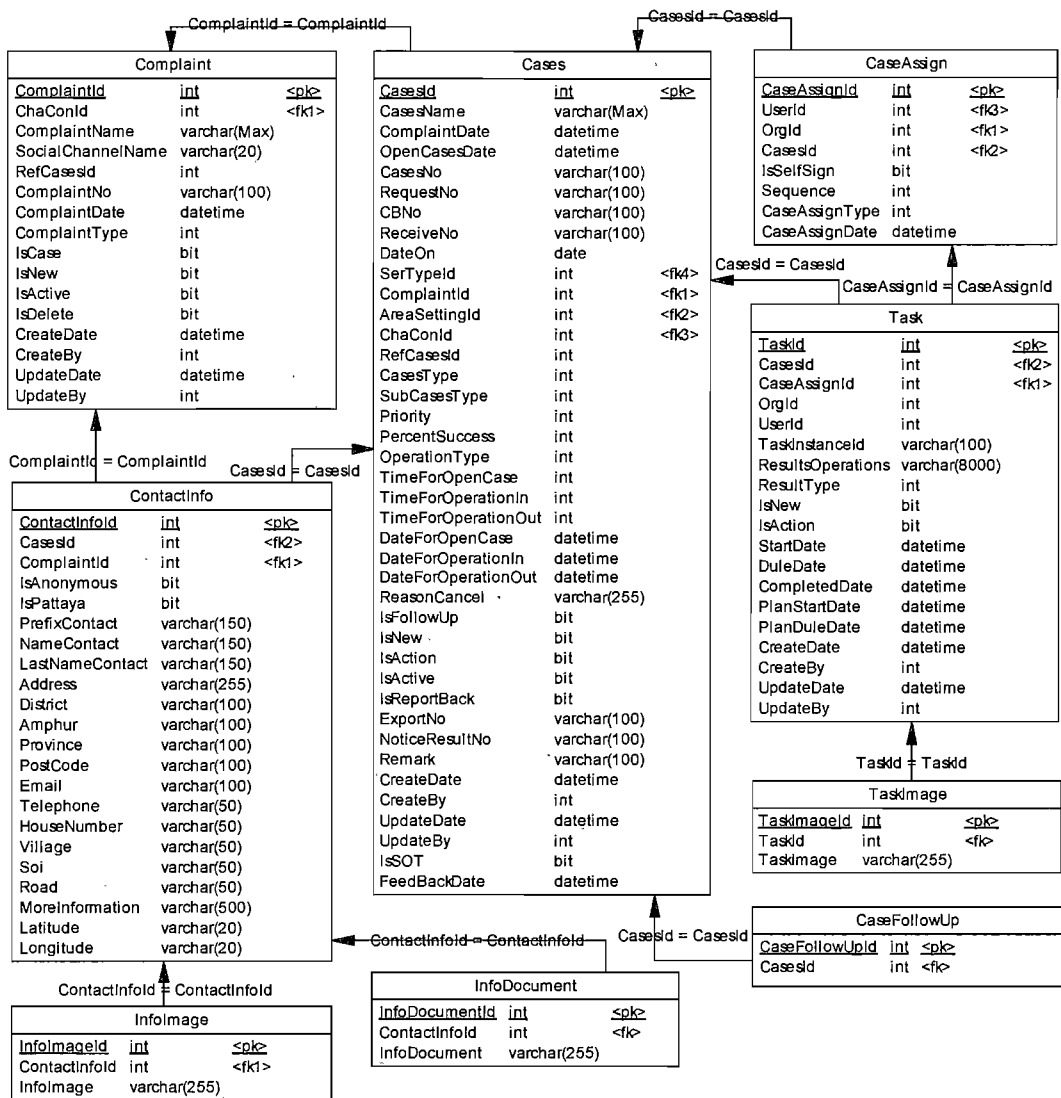 ComplaintId = ComplaintId
CasesId = CasesId
Complaint
ComplaintId int <pk>
ChaConId int <fk1>
ComplaintName varchar(Max)
SocialChannelName varchar(20)
RefCasesId int
ComplaintNo varchar(100)
ComplaintDate datetime
ComplaintType int
IsCase bit
IsNew bit
IsActive bit
IsDelete bit
CreateDate datetime
CreateBy int
UpdateDate datetime
UpdateBy int
Cases
CasesId int <pk>
CasesName varchar(Max)
ComplaintDate datetime
OpenCasesDate datetime
CasesNo varchar(100)
RequestNo varchar(100)
CBNo varchar(100)
ReceiveNo varchar(100)
DateOn date
SerTypeId int <fk4>
ComplaintId int <fk1>
AreaSettingId int <fk2>
ChaConId int <fk3>
RefCasesId int
CasesType int
SubCasesType int
Priority int
PercentSuccess int
OperationType int
TimeForOpenCase int
TimeForOperationIn int
TimeForOperationOut int
DateForOpenCase datetime
DateForOperationIn datetime
DateForOperationOut datetime
ReasonCancel varchar(255)
IsFollowUp bit
IsNew bit
IsAction bit
IsActive bit
IsReportBack bit
ExportNo varchar(100)
NoticeResultNo varchar(100)
Remark varchar(100)
CreateDate datetime
CreateBy int
UpdateDate datetime
UpdateBy int
IsSOT bit
FeedBackDate datetime
CaseAssign
CaseAssignId int <pk>
UserId int <fk3>
OrgId int <fk1>
CasesId int <fk2>
IsSelfSign bit
Sequence int
CaseAssignType int
CaseAssignDate datetime
CasesId = CasesId
CaseAssignId = CaseAssignId
Task
TaskId int <pk>
CasesId int <fk2>
CaseAssignId int <fk1>
OrgId int
UserId int
TaskInstanceId varchar(100)
ResultsOperations varchar(8000)
ResultType int
IsNew bit
IsAction bit
StartDate datetime
DuleDate datetime
CompletedDate datetime
PlanStartDate datetime
PlanDuleDate datetime
CreateDate datetime
CreateBy int
UpdateDate datetime
UpdateBy int
ComplaintId = ComplaintId
CasesId = CasesId
ContactInfo
ContactInfoId int <pk>
CasesId int <fk2>
ComplaintId int <fk1>
IsAnonymous bit
IsPattaya bit
PrefixContact varchar(150)
NameContact varchar(150)
LastNameContact varchar(150)
Address varchar(255)
District varchar(100)
Amphur varchar(100)
Province varchar(100)
PostCode varchar(100)
Email varchar(100)
Telephone varchar(50)
HouseNumber varchar(50)
Village varchar(50)
Soi varchar(50)
Road varchar(50)
MoreInformation varchar(500)
Latitude varchar(20)
Longitude varchar(20)
TaskId = TaskId
TaskImage
TaskImageId int <pk>
TaskId int <fk>
TaskImage varchar(255)
CaseFollowUp
CaseFollowUpId int <pk>
CasesId int <fk>
ContactInfoId = ContactInfoId
CasesId = CasesId
ContactInfoId = ContactInfoId
InfoDocument
InfoDocumentId int <pk>
ContactInfoId int <fk>
InfoDocument varchar(255)
InfoImage
InfoImageId int <pk>
ContactInfoId int <fk1>
InfoImage varchar(255)